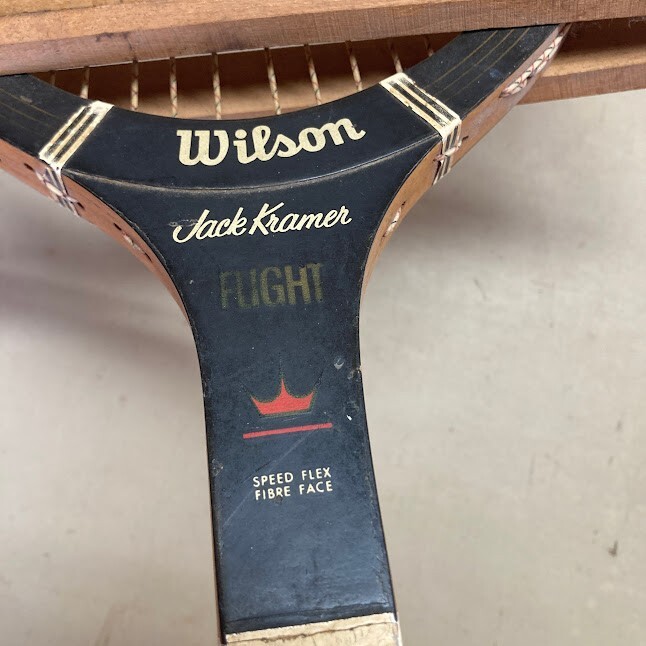 Wilson
Jack Kramer
FLIGHT
SPEED FLEX
FIBRE FACE